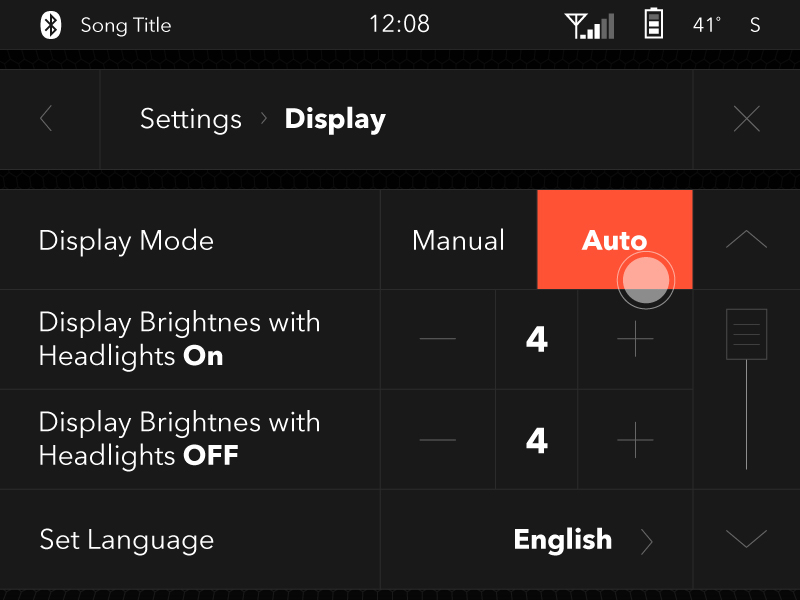 Song Title
12:08
41°
S
Settings › Display
Display Mode
Manual
Auto
Display Brightnes with
Headlights On
4
Display Brightnes with
Headlights OFF
4
Set Language
English